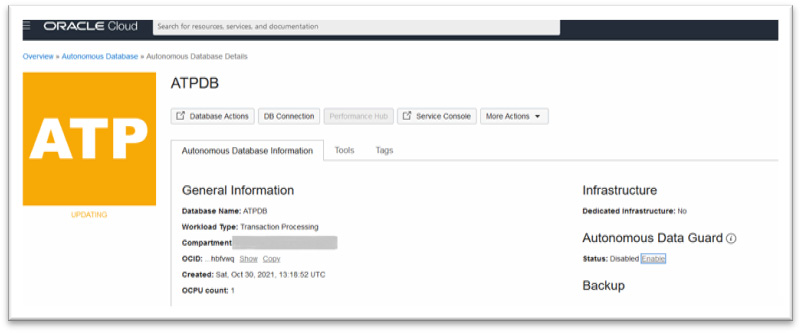 ORACLE Cloud
Search for resources, services, and documentation
Overview » Autonomous Database » Autonomous Database Details
ATP
UPDATING
ATPDB
Database Actions
DB Connection
Performance Hub
Service Console
More Actions
Autonomous Database Information
Tools
Tags
General Information
Database Name: ATPDB
Workload Type: Transaction Processing
Compartment
OCID: ...hbfvwq Show Copy
Created: Sat, Oct 30, 2021, 13:18:52 UTC
OCPU count: 1
Infrastructure
Dedicated Infrastructure: No
Autonomous Data Guard
Status: Disabled Enable
Backup